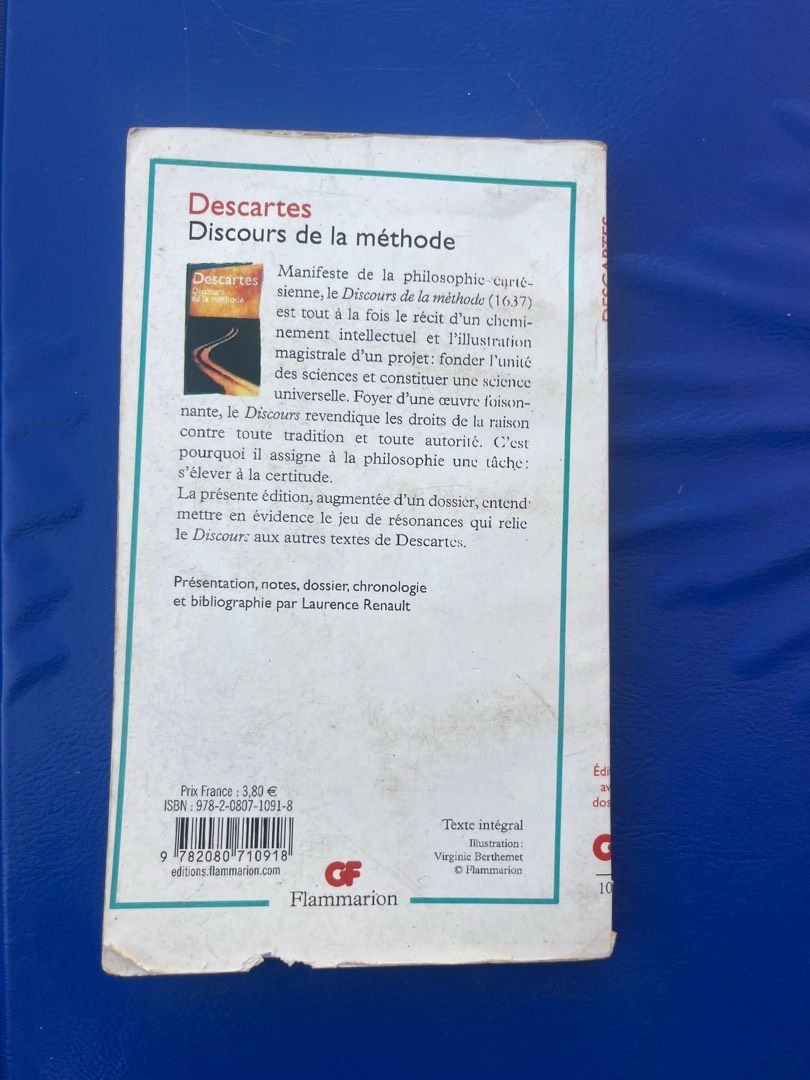 Descartes
Discours de la méthode
Descartes
Discours
de la méthode
Manifeste de la philosophie carté-
sienne, le Discours de la méthode (1637)
est tout à la fois le récit d'un chemi-
nement intellectuel et l'illustration
magistrale d'un projet : fonder l'unité
des sciences et constituer une science
universelle. Foyer d'une œuvre foison-
nante, le Discours revendique les droits de la raison
contre toute tradition et toute autorité. C'est
pourquoi il assigne à la philosophie une tâche :
s'élever à la certitude.
La présente édition, augmentée d'un dossier, entend
mettre en évidence le jeu de résonances qui relie
le Discours aux autres textes de Descartes.
Présentation, notes, dossier, chronologie
et bibliographie par Laurence Renault
Prix France : 3,80 €
ISBN : 978-2-0807-1091-8
9 782080 710918
editions.flammarion.com
Texte intégral
Illustration :
Virginie Berthemet
© Flammarion
GF
Flammarion
DESCARTES